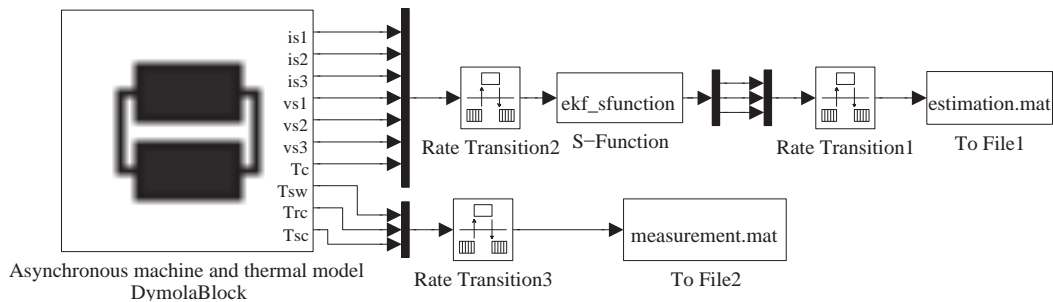 is1
is2
is3
vs1
vs2
vs3
Tc
Tsw
Trc
Tsc
Asynchronous machine and thermal model
DymolaBlock
Rate Transition2
ekf_sfunction
S−Function
Rate Transition1
estimation.mat
To File1
Rate Transition3
measurement.mat
To File2